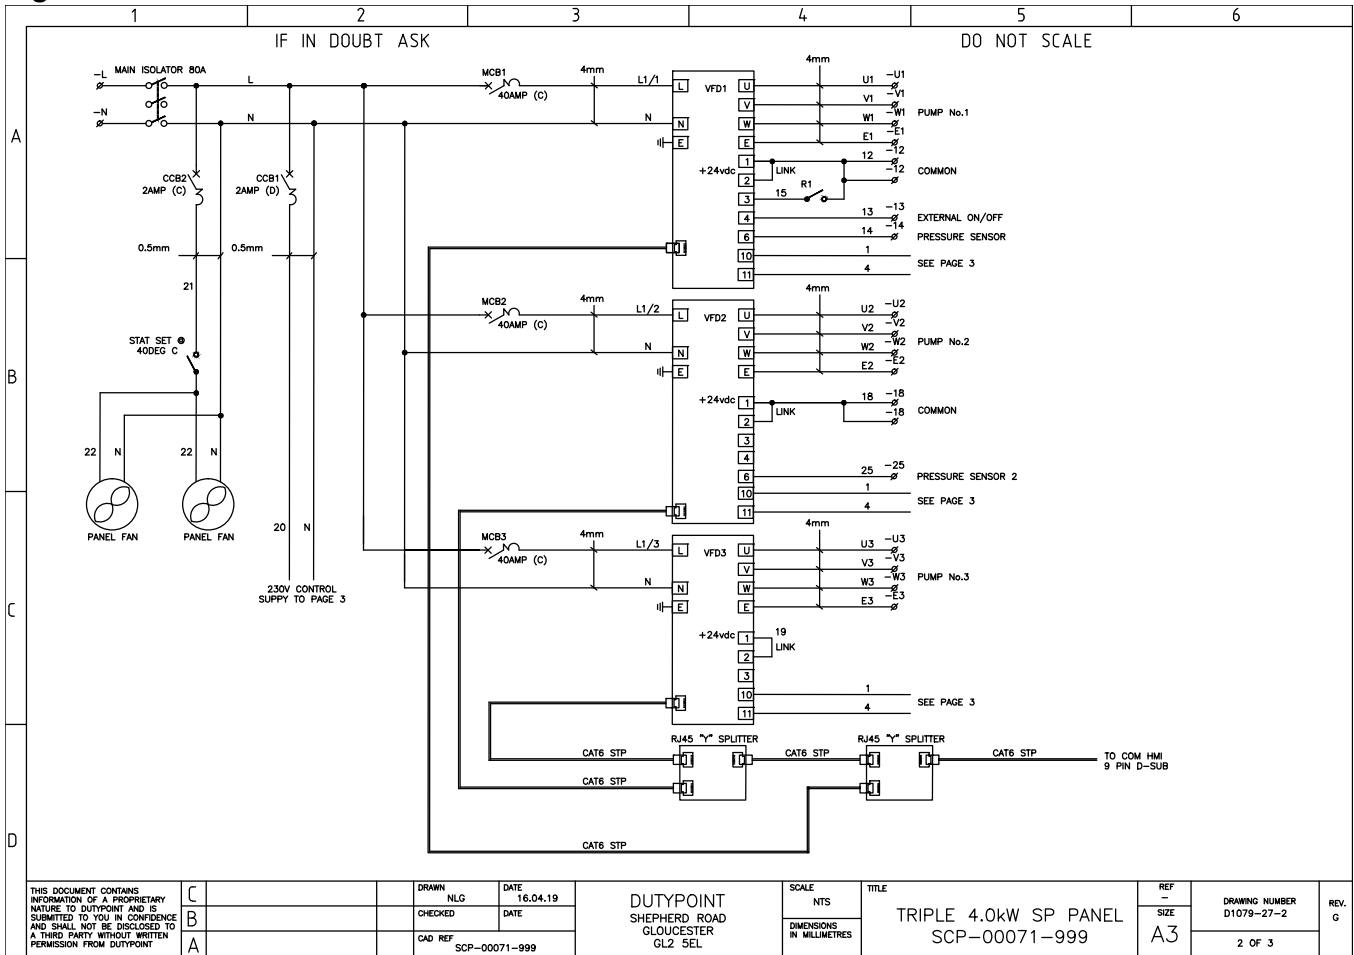 1 2 3 4 5 6
IF IN DOUBT ASK
DO NOT SCALE
A
B
C
D
-L
MAIN ISOLATOR 80A
L
-N
N
CCB2
2AMP (C)
CCB1
2AMP (D)
0.5mm
0.5mm
21
STAT SET @
40DEG C
22 N
22 N
PANEL FAN
PANEL FAN
20 N
230V CONTROL
SUPPY TO PAGE 3
MCB1
40AMP (C)
4mm
L1/1
N
L
N
E
VFD1
+24vdc
U
V
W
E
1
2
3
4
6
10
11
4mm
U1 -U1
V1 -V1
W1 -W1
E1 -E1
PUMP No.1
12 -12
-12
COMMON
LINK
R1
15
13 -13
EXTERNAL ON/OFF
14 -14
PRESSURE SENSOR
1
4
SEE PAGE 3
MCB2
40AMP (C)
4mm
L1/2
N
L
N
E
VFD2
+24vdc
U
V
W
E
1
2
3
4
6
10
11
4mm
U2 -U2
V2 -V2
W2 -W2
E2 -E2
PUMP No.2
18 -18
-18
COMMON
LINK
25 -25
PRESSURE SENSOR 2
1
4
SEE PAGE 3
MCB3
40AMP (C)
4mm
L1/3
N
L
N
E
VFD3
+24vdc
U
V
W
E
1
2
3
10
11
4mm
U3 -U3
V3 -V3
W3 -W3
E3 -E3
PUMP No.3
19
LINK
1
4
SEE PAGE 3
RJ45 "Y" SPLITTER
RJ45 "Y" SPLITTER
CAT6 STP
CAT6 STP
CAT6 STP
TO COM HMI
9 PIN D-SUB
CAT6 STP
CAT6 STP
THIS DOCUMENT CONTAINS
INFORMATION OF A PROPRIETARY
NATURE TO DUTYPOINT AND IS
SUBMITTED TO YOU IN CONFIDENCE
AND SHALL NOT BE DISCLOSED TO
A THIRD PARTY WITHOUT WRITTEN
PERMISSION FROM DUTYPOINT
C
B
A
DRAWN
NLG
DATE
16.04.19
CHECKED
DATE
CAD REF
SCP-00071-999
DUTYPOINT
SHEPHERD ROAD
GLOUCESTER
GL2 5EL
SCALE
NTS
DIMENSIONS
IN MILLIMETRES
TITLE
TRIPLE 4.0kW SP PANEL
SCP-00071-999
REF
-
SIZE
A3
DRAWING NUMBER
D1079-27-2
2 OF 3
REV.
G